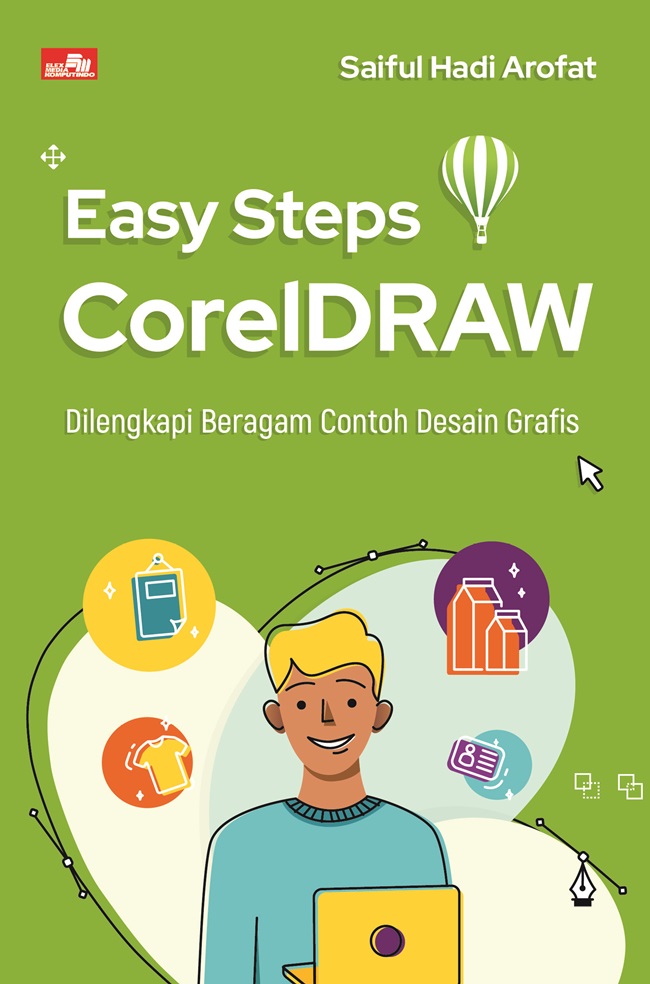 ELEX
MEDIA
KOMPUTINDO
Saiful Hadi Arofat
Easy Steps
CorelDRAW
Dilengkapi Beragam Contoh Desain Grafis